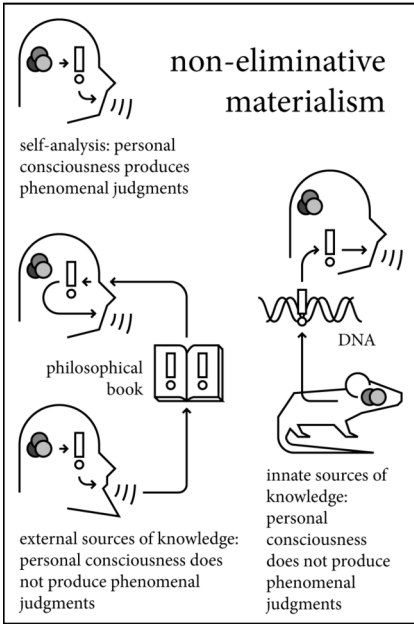 non-eliminative
materialism
self-analysis: personal
consciousness produces
phenomenal judgments
philosophical
book
DNA
external sources of knowledge:
personal consciousness does
not produce phenomenal
judgments
innate sources of
knowledge:
personal
consciousness
does not produce
phenomenal
judgments